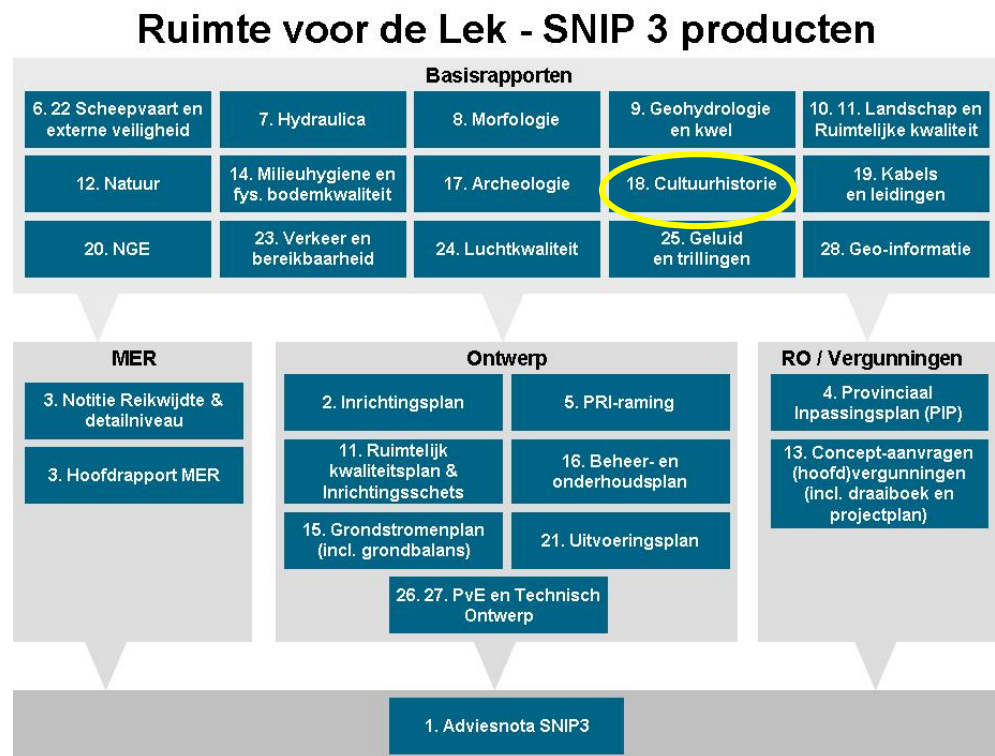 Ruimte voor de Lek - SNIP 3 producten
Basisrapporten
6. 22 Scheepvaart en
externe veiligheid
7. Hydraulica
8. Morfologie
9. Geohydrologie
en kwel
10. 11. Landschap en
Ruimtelijke kwaliteit
12. Natuur
14. Milieuhygiene en
fys. bodemkwaliteit
17. Archeologie
18. Cultuurhistorie
19. Kabels
en leidingen
20. NGE
23. Verkeer en
bereikbaarheid
24. Luchtkwaliteit
25. Geluid
en trillingen
28. Geo-informatie
MER
3. Notitie Reikwijdte &
detailniveau
3. Hoofdrapport MER
Ontwerp
2. Inrichtingsplan
5. PRI-raming
11. Ruimtelijk
kwaliteitsplan &
Inrichtingsschets
16. Beheer- en
onderhoudsplan
15. Grondstromenplan
(incl. grondbalans)
21. Uitvoeringsplan
26. 27. PvE en Technisch
Ontwerp
RO / Vergunningen
4. Provinciaal
Inpassingsplan (PIP)
13. Concept-aanvragen
(hoofd)vergunningen
(incl. draaiboek en
projectplan)
1. Adviesnota SNIP3